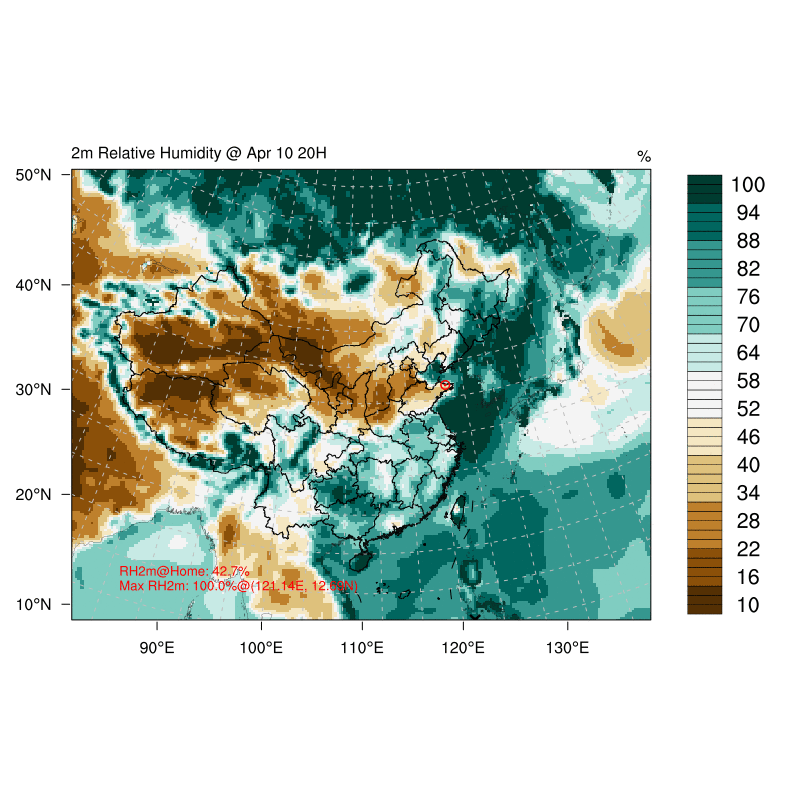 2m Relative Humidity @ Apr 10 20H
%
50°N
40°N
30°N
20°N
10°N
90°E
100°E
110°E
120°E
130°E
100
94
88
82
76
70
64
58
52
46
40
34
28
22
16
10
RH2m@Home: 42.7%
Max RH2m: 100.0%@(121.14E, 12.69N)